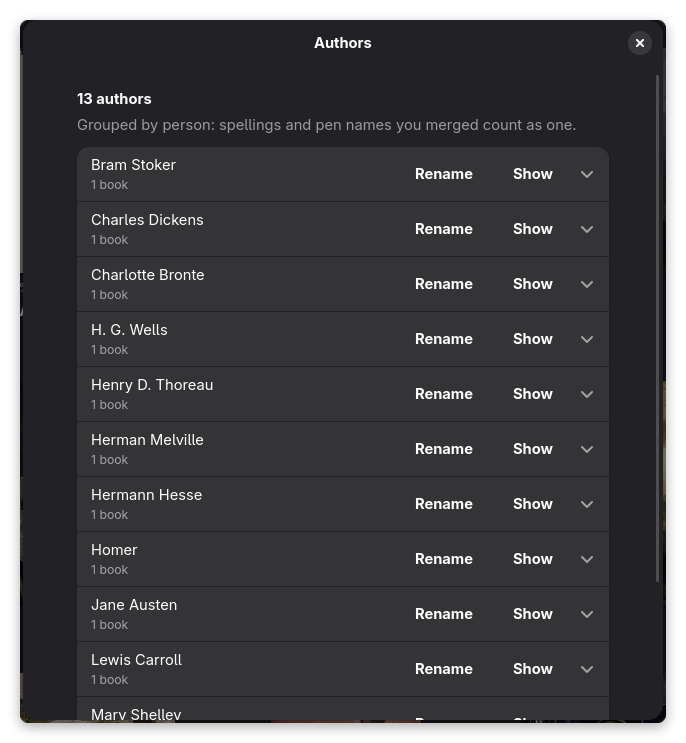 Authors
13 authors
Grouped by person: spellings and pen names you merged count as one.
Bram Stoker
1 book
Rename Show
Charles Dickens
1 book
Rename Show
Charlotte Bronte
1 book
Rename Show
H. G. Wells
1 book
Rename Show
Henry D. Thoreau
1 book
Rename Show
Herman Melville
1 book
Rename Show
Hermann Hesse
1 book
Rename Show
Homer
1 book
Rename Show
Jane Austen
1 book
Rename Show
Lewis Carroll
1 book
Rename Show
Mary Shelley